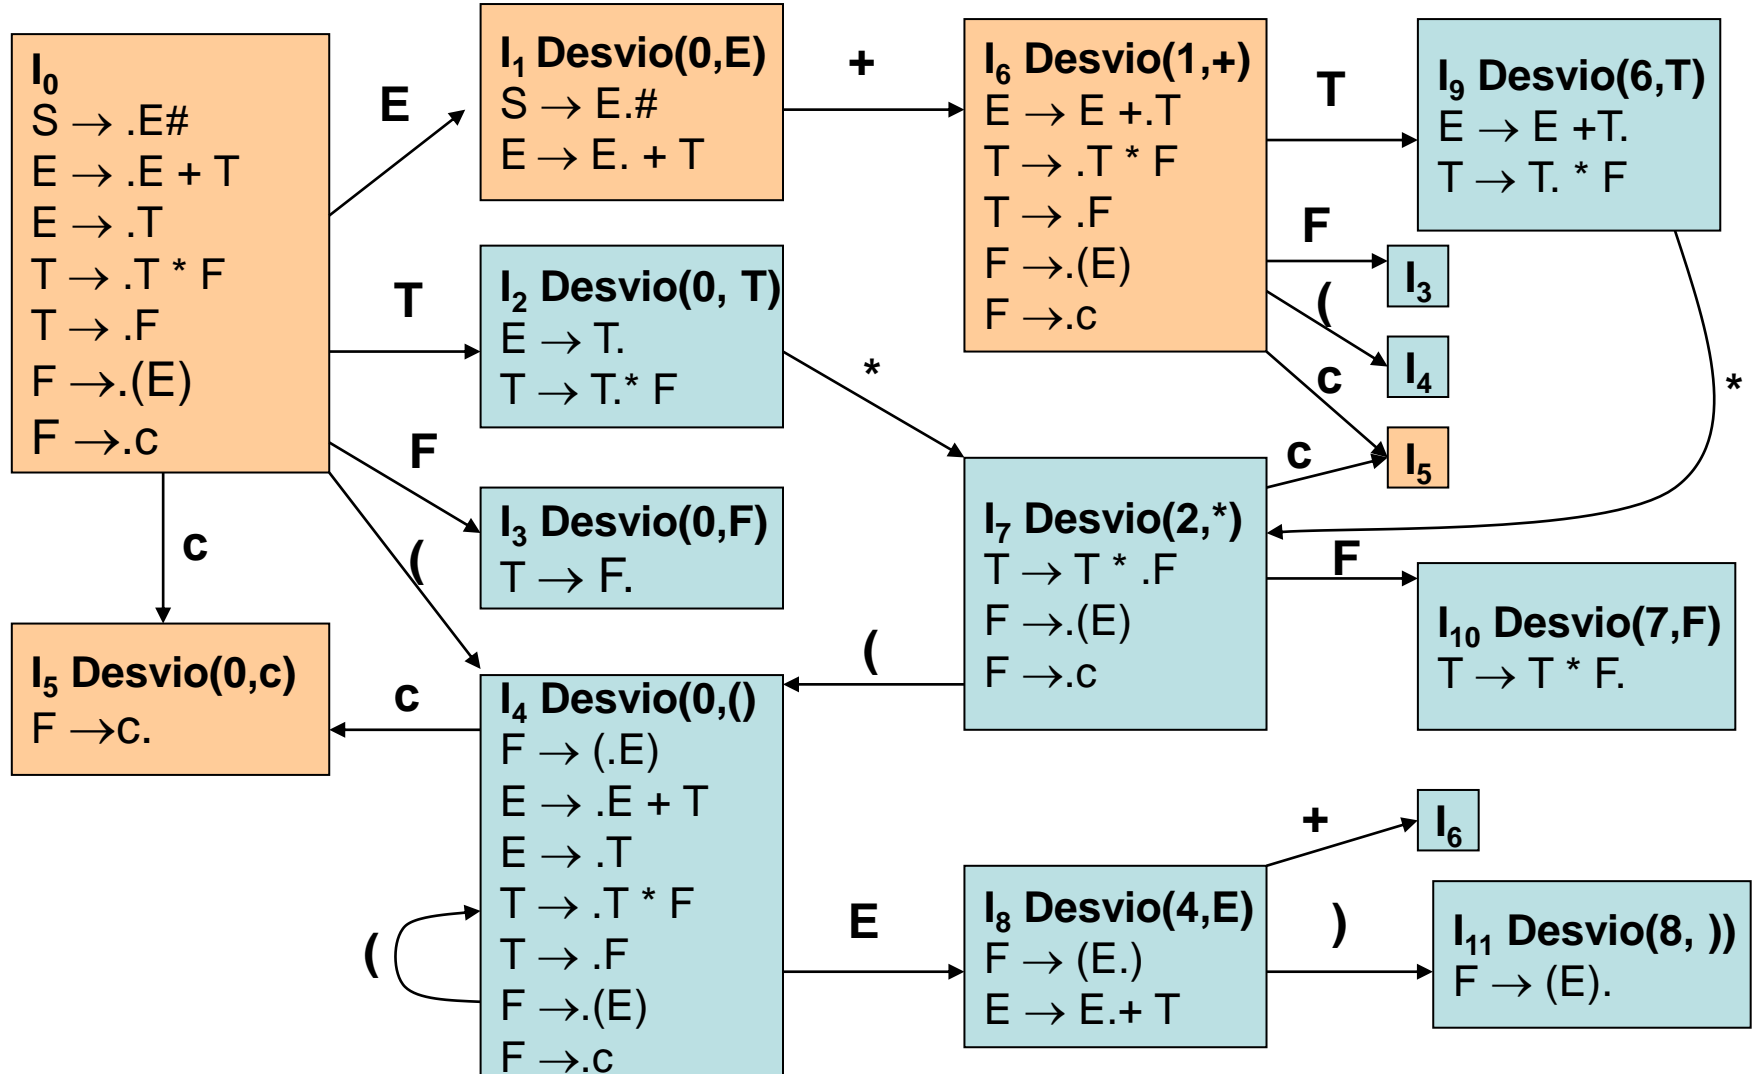 I0
S → .E#
E → .E + T
E → .T
T → .T * F
T → .F
F →.(E)
F →.c
E
T
F
(
c
I5 Desvio(0,c)
F →c.
I1 Desvio(0,E)
S → E.#
E → E. + T
+
I2 Desvio(0, T)
E → T.
T → T.* F
*
I3 Desvio(0,F)
T → F.
I4 Desvio(0,()
F → (.E)
E → .E + T
E → .T
T → .T * F
T → .F
F →.(E)
F →.c
c
(
E
I6 Desvio(1,+)
E → E +.T
T → .T * F
T → .F
F →.(E)
F →.c
T
F
(
c
I7 Desvio(2,*)
T → T * .F
F →.(E)
F →.c
c
F
(
I8 Desvio(4,E)
F → (E.)
E → E.+ T
+
)
I9 Desvio(6,T)
E → E +T.
T → T. * F
*
I3
I4
I5
I10 Desvio(7,F)
T → T * F.
I6
I11 Desvio(8, ))
F → (E).